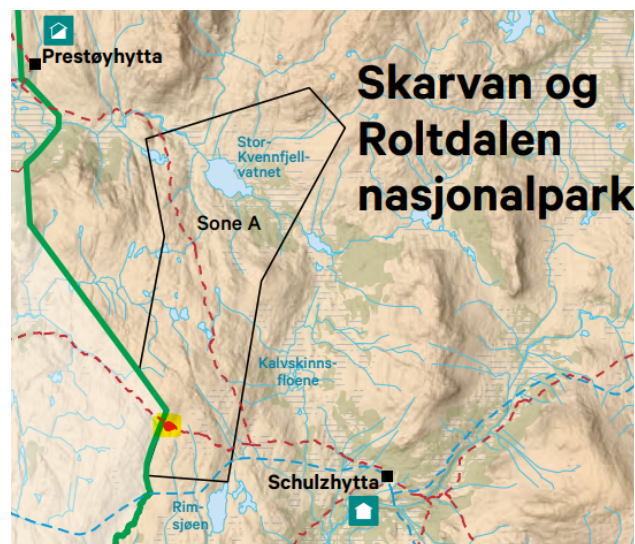 Prestøyhytta
Skarvan og
Roltdalen
nasjonalpark
Stor-
Kvennfjell-
vatnet
Sone A
Kalvskinns-
floene
Schulzhytta
Rim-
sjøen